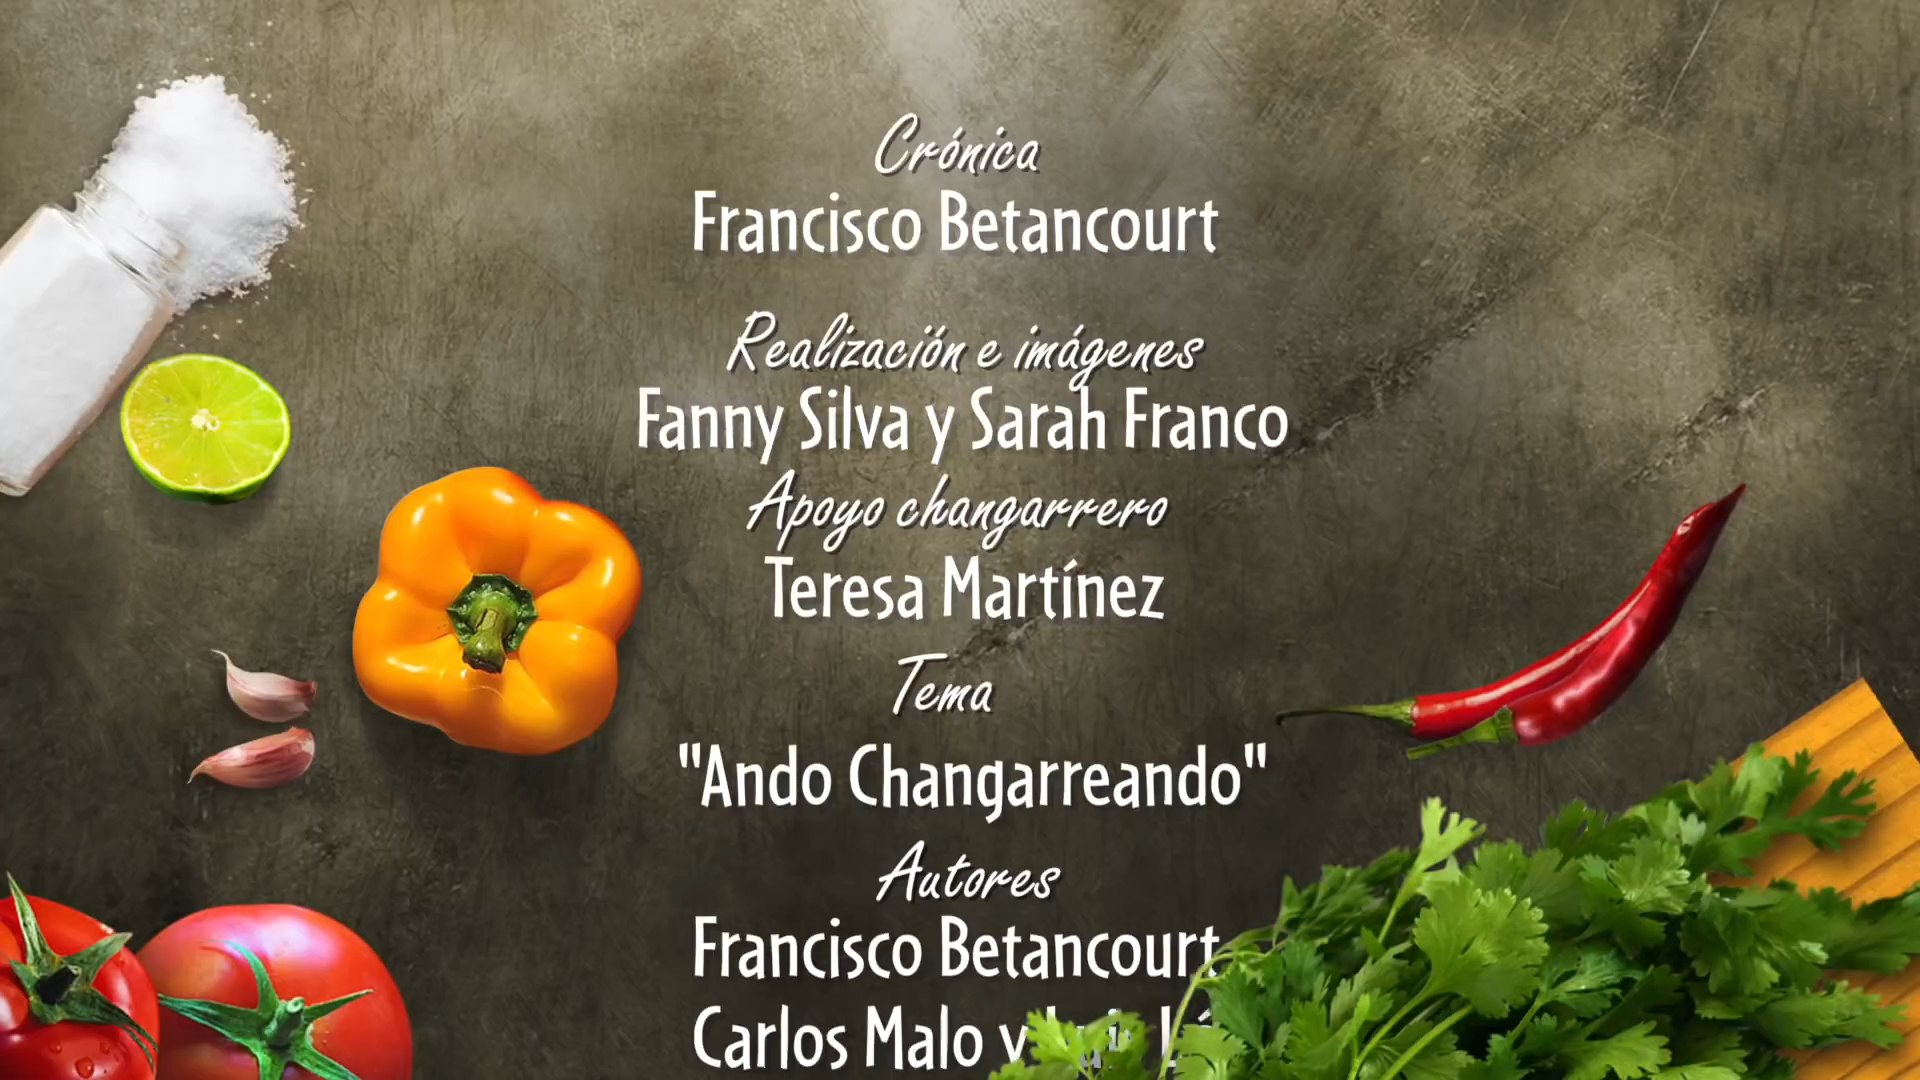 Crónica
Francisco Betancourt
Realización e imágenes
Fanny Silva y Sarah Franco
Apoyo changarrero
Teresa Martínez
Tema
"Ando Changarreando"
Autores
Francisco Betancourt
Carlos Malo y